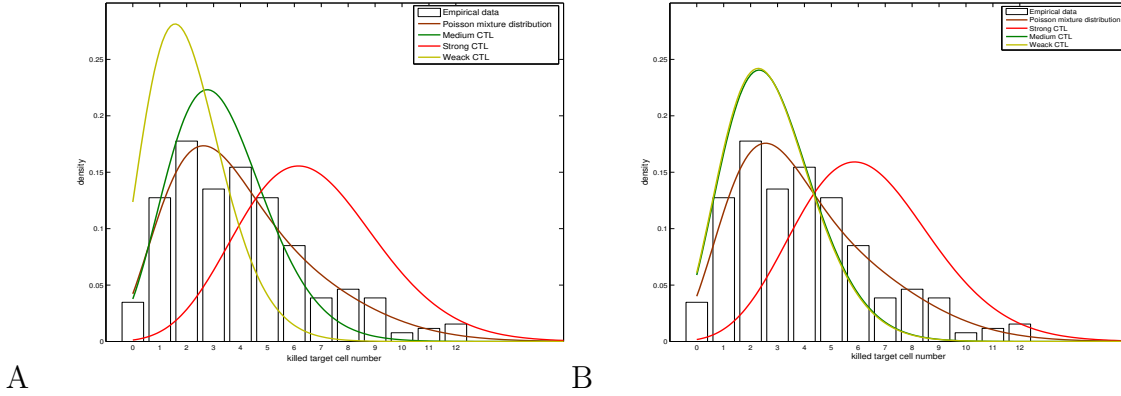 Empirical data
Poisson mixture distribution
Medium CTL
Strong CTL
Weack CTL
0.25
0.2
0.15
0.1
0.05
0
density
0 1 2 3 4 5 6 7 8 9 10 11 12
killed target cell number
A
Empirical data
Poisson mixture distribution
Strong CTL
Medium CTL
Weack CTL
0.25
0.2
0.15
0.1
0.05
0
density
0 1 2 3 4 5 6 7 8 9 10 11 12
killed target cell number
B